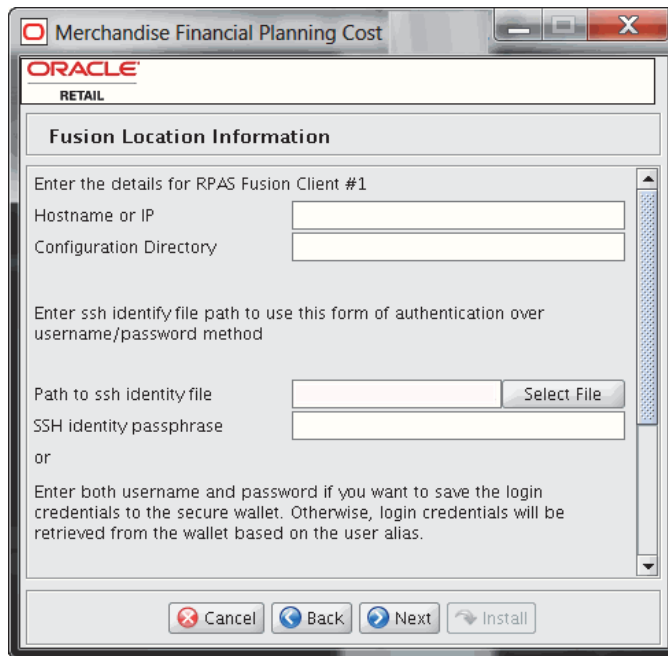 Merchandise Financial Planning Cost
ORACLE
RETAIL
Fusion Location Information
Enter the details for RPAS Fusion Client #1
Hostname or IP
Configuration Directory
Enter ssh identify file path to use this form of authentication over
username/password method
Path to ssh identity file
Select File
SSH identity passphrase
or
Enter both username and password if you want to save the login
credentials to the secure wallet. Otherwise, login credentials will be
retrieved from the wallet based on the user alias.
Cancel Back Next Install